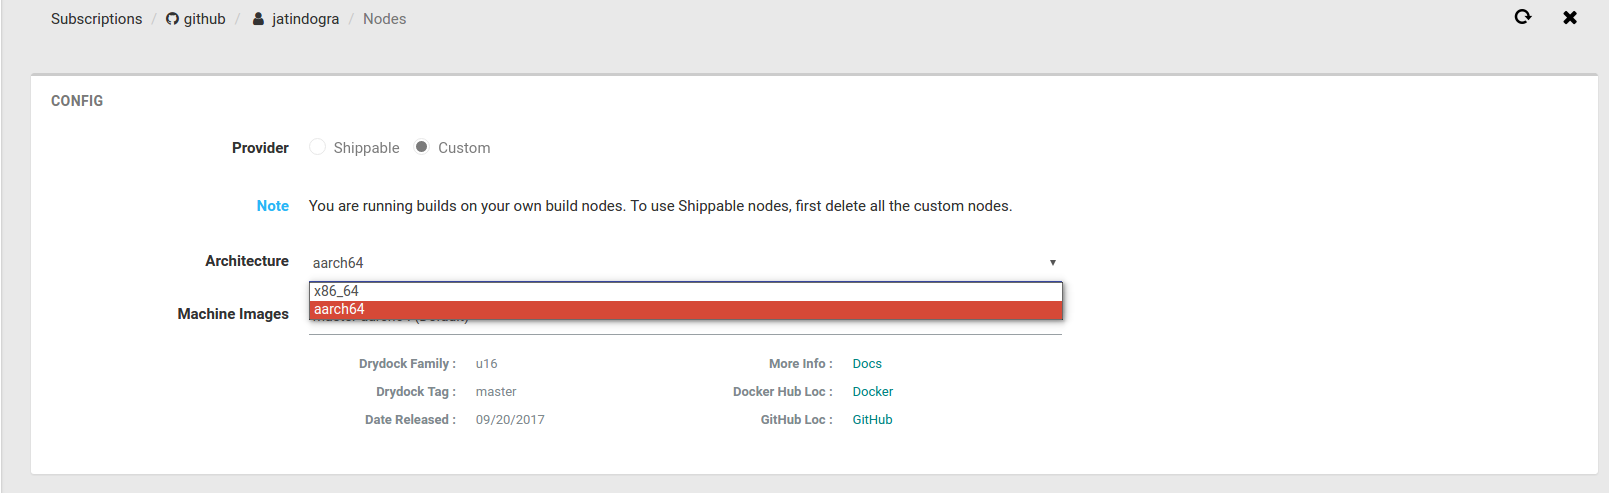 Subscriptions / github / jatindogra / Nodes
CONFIG
Provider Shippable Custom
Note You are running builds on your own build nodes. To use Shippable nodes, first delete all the custom nodes.
Architecture aarch64
x86_64
aarch64
Machine Images
Drydock Family : u16 More Info : Docs
Drydock Tag : master Docker Hub Loc : Docker
Date Released : 09/20/2017 GitHub Loc : GitHub